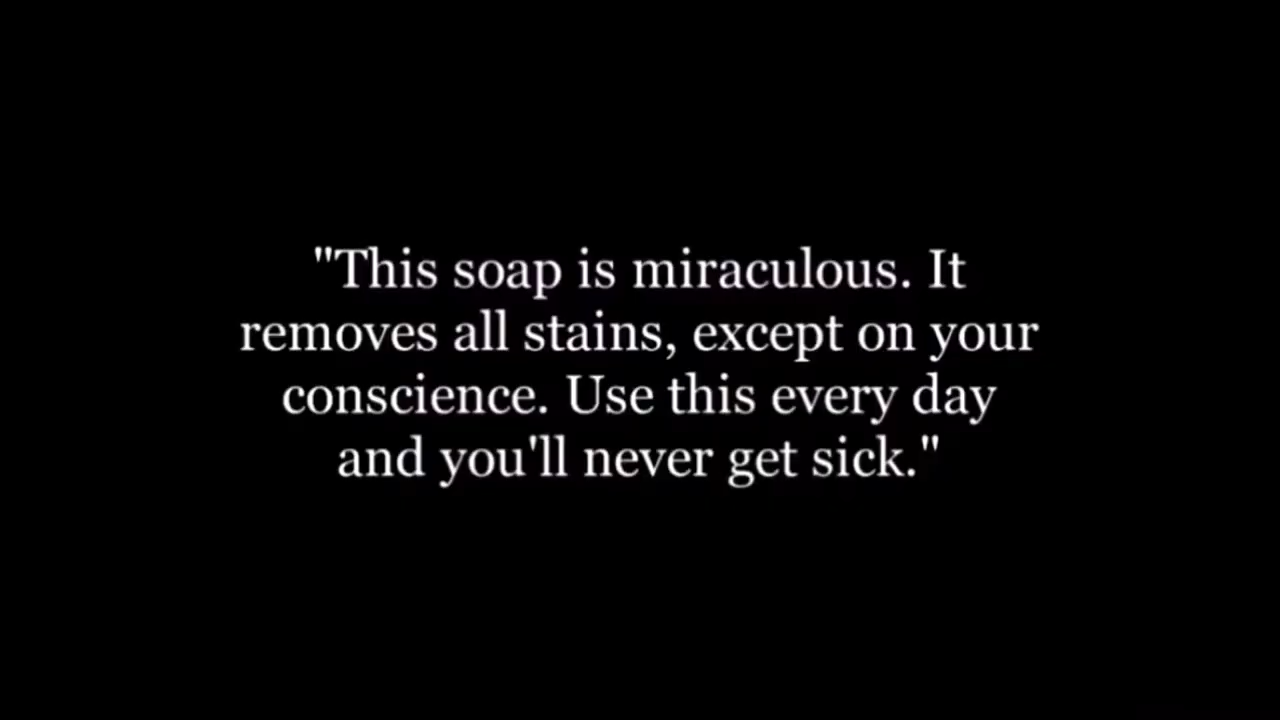 "This soap is miraculous. It
removes all stains, except on your
conscience. Use this every day
and you'll never get sick."